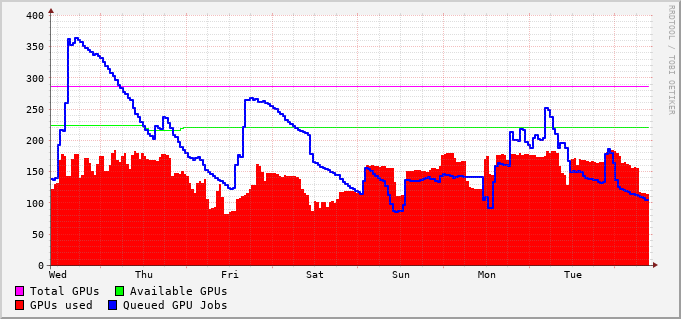 RRDTOOL / TOBI OETIKER
400
350
300
250
200
150
100
50
0
Wed Thu Fri Sat Sun Mon Tue
Total GPUs Available GPUs
GPUs used Queued GPU Jobs